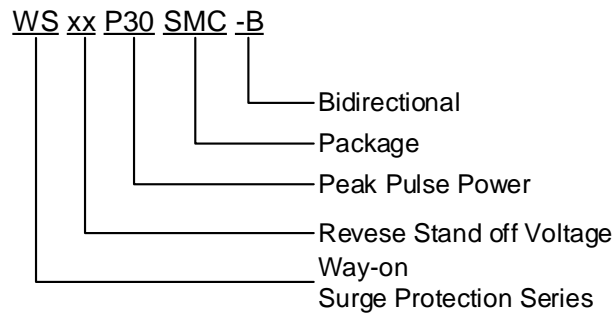 WS xx P30 SMC -B
Bidirectional
Package
Peak Pulse Power
Revese Stand off Voltage
Way-on
Surge Protection Series